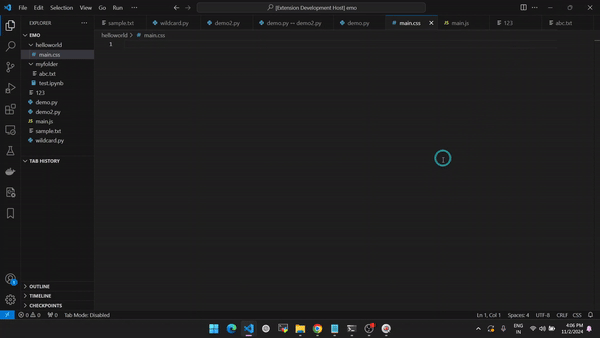 File Edit Selection View Go Run ···
[Extension Development Host] emo
EXPLORER ···
sample.txt wildcard.py demo2.py demo.py ↔ demo2.py demo.py # main.css × JS main.js 123 abc.txt
EMO
helloworld
# main.css
myfolder
abc.txt
test.ipynb
123
demo.py
demo2.py
JS main.js
sample.txt
wildcard.py
TAB HISTORY
OUTLINE
TIMELINE
CHECKPOINTS
helloworld > # main.css
1
0 0 0 Tab Mode: Disabled
Ln 1, Col 1 Spaces: 4 UTF-8 CRLF CSS
ENG
IN
4:06 PM
11/2/2024